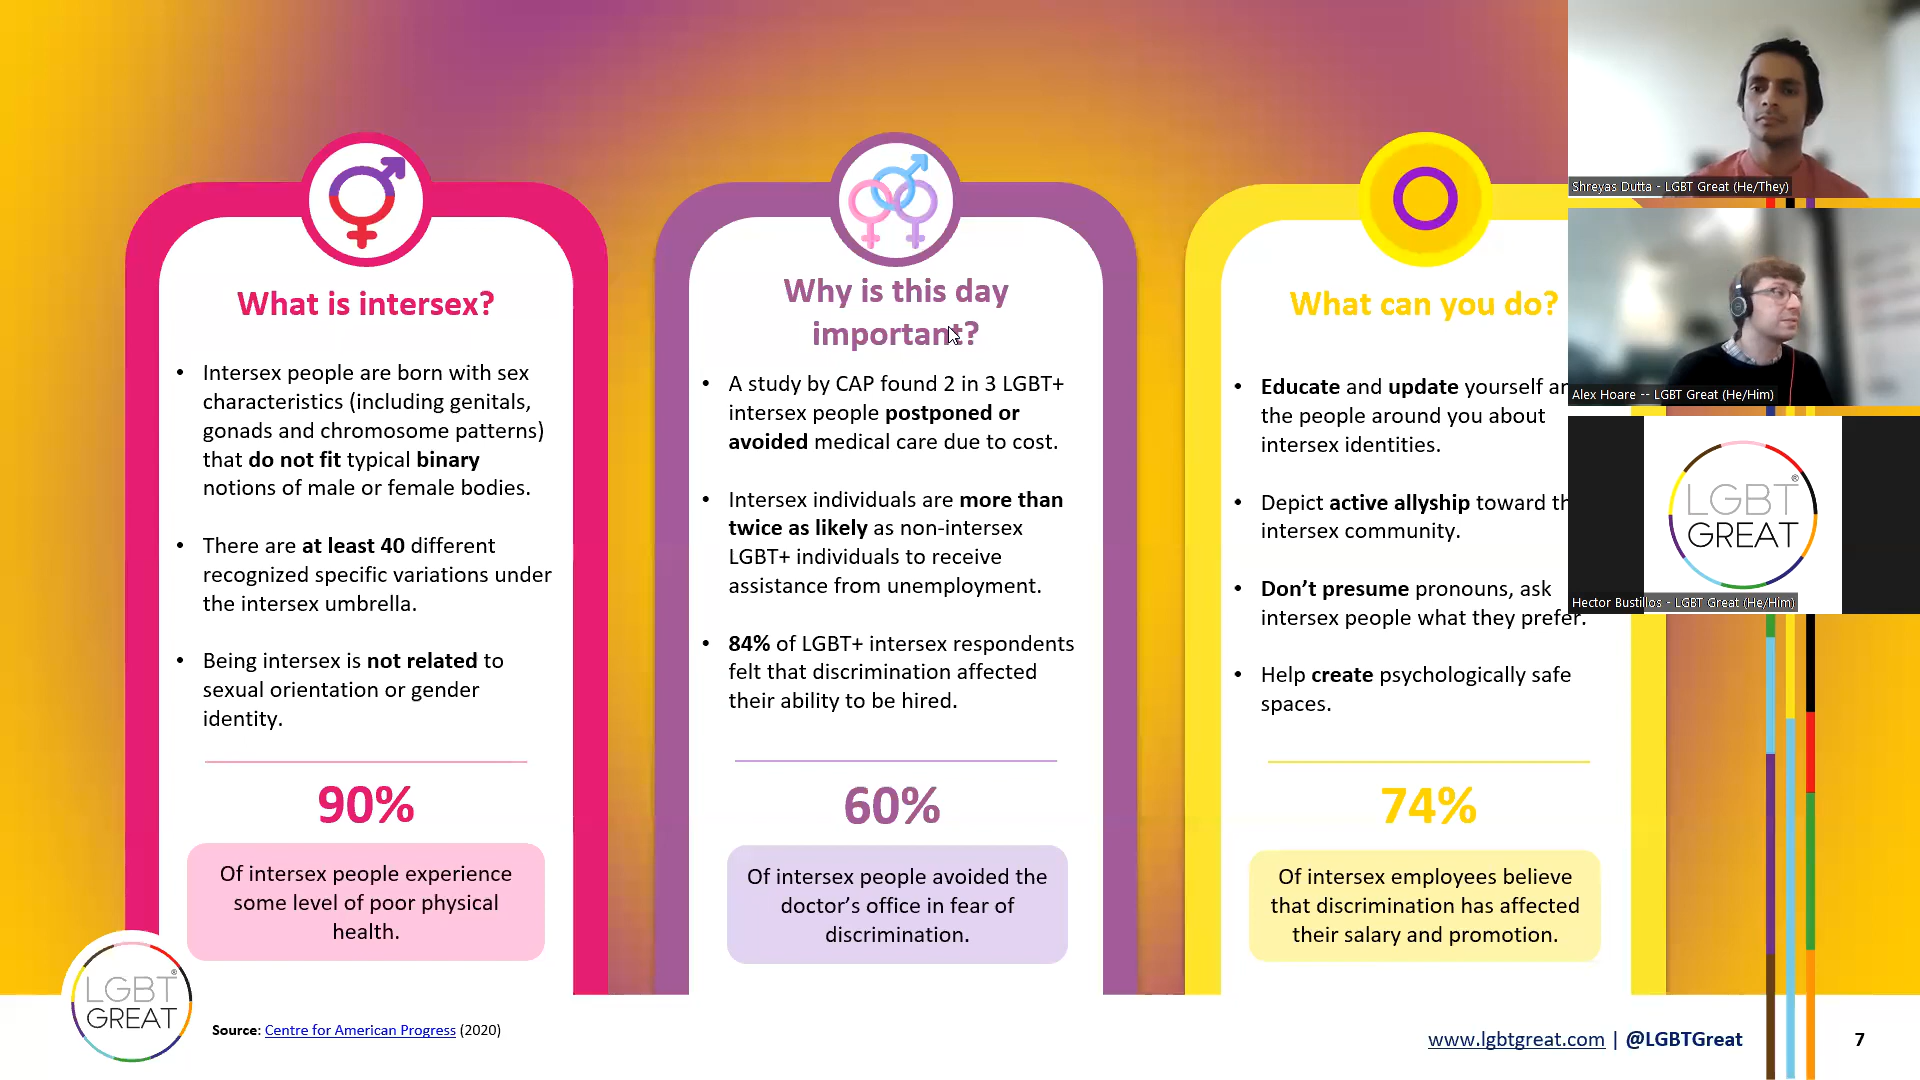 What is intersex?
• Intersex people are born with sex
characteristics (including genitals,
gonads and chromosome patterns)
that do not fit typical binary
notions of male or female bodies.
• There are at least 40 different
recognized specific variations under
the intersex umbrella.
• Being intersex is not related to
sexual orientation or gender
identity.
90%
Of intersex people experience
some level of poor physical
health.
Why is this day
important?
• A study by CAP found 2 in 3 LGBT+
intersex people postponed or
avoided medical care due to cost.
• Intersex individuals are more than
twice as likely as non-intersex
LGBT+ individuals to receive
assistance from unemployment.
• 84% of LGBT+ intersex respondents
felt that discrimination affected
their ability to be hired.
60%
Of intersex people avoided the
doctor's office in fear of
discrimination.
What can you do?
• Educate and update yourself
the people around you about
intersex identities.
• Depict active allyship toward
intersex community.
• Don't presume pronouns, ask
intersex people what they prefer.
• Help create psychologically safe
spaces.
74%
Of intersex employees believe
that discrimination has affected
their salary and promotion.
Shreyas Dutta - LGBT Great (He/They)
Alex Hoare -- LGBT Great (He/Him)
LGBT®
GREAT
Hector Bustillos - LGBT Great (He/Him)
LGBT®
GREAT
Source: Centre for American Progress (2020)
www.lgbtgreat.com | @LGBTGreat
7